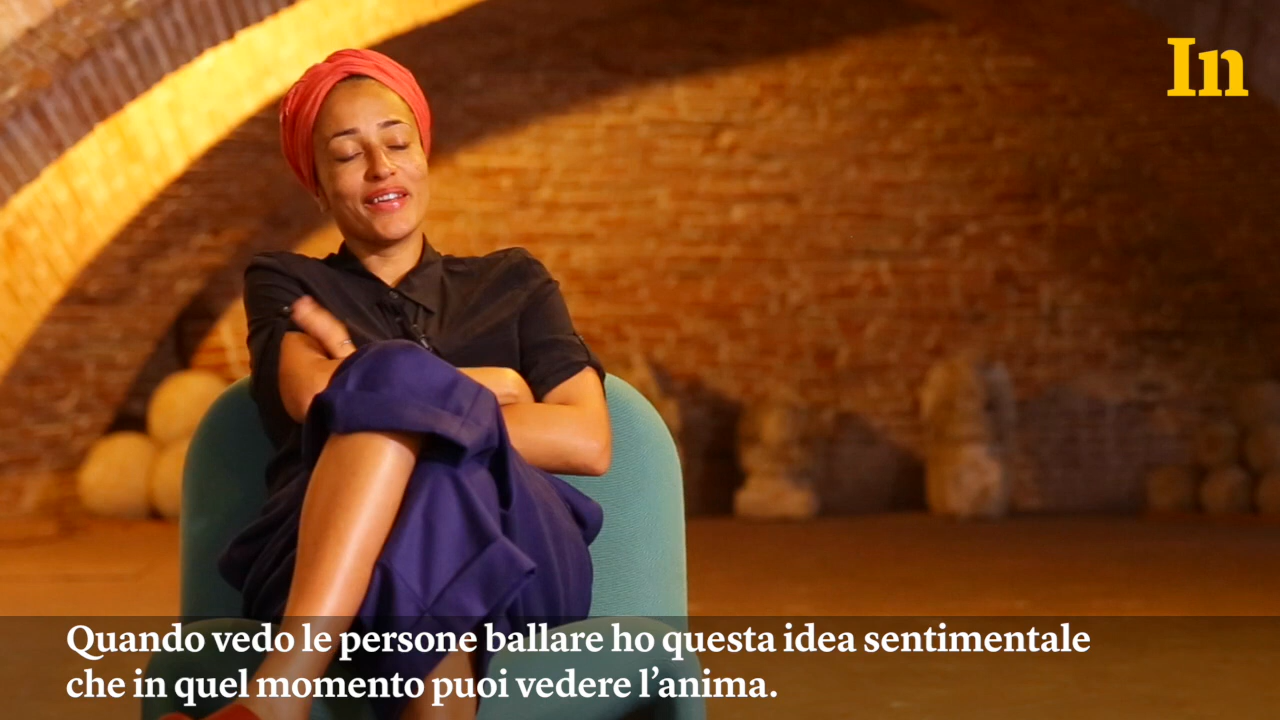 In
Quando vedo le persone ballare ho questa idea sentimentale
che in quel momento puoi vedere l’anima.